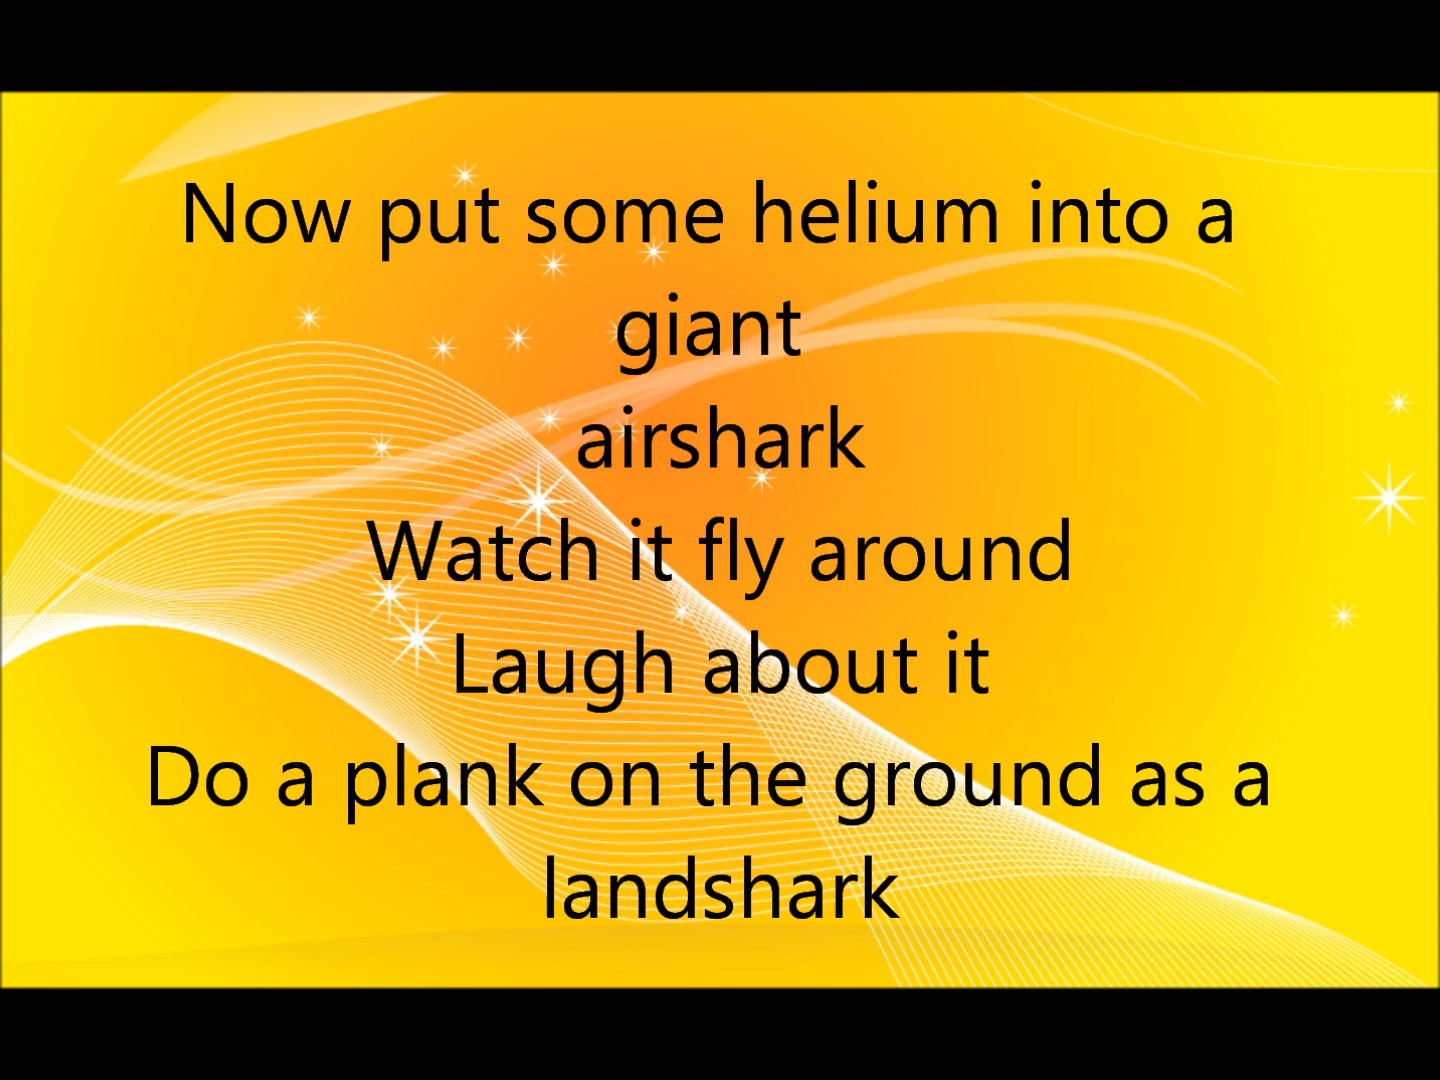 Now put some helium into a
giant
airshark
Watch it fly around
Laugh about it
Do a plank on the ground as a
landshark